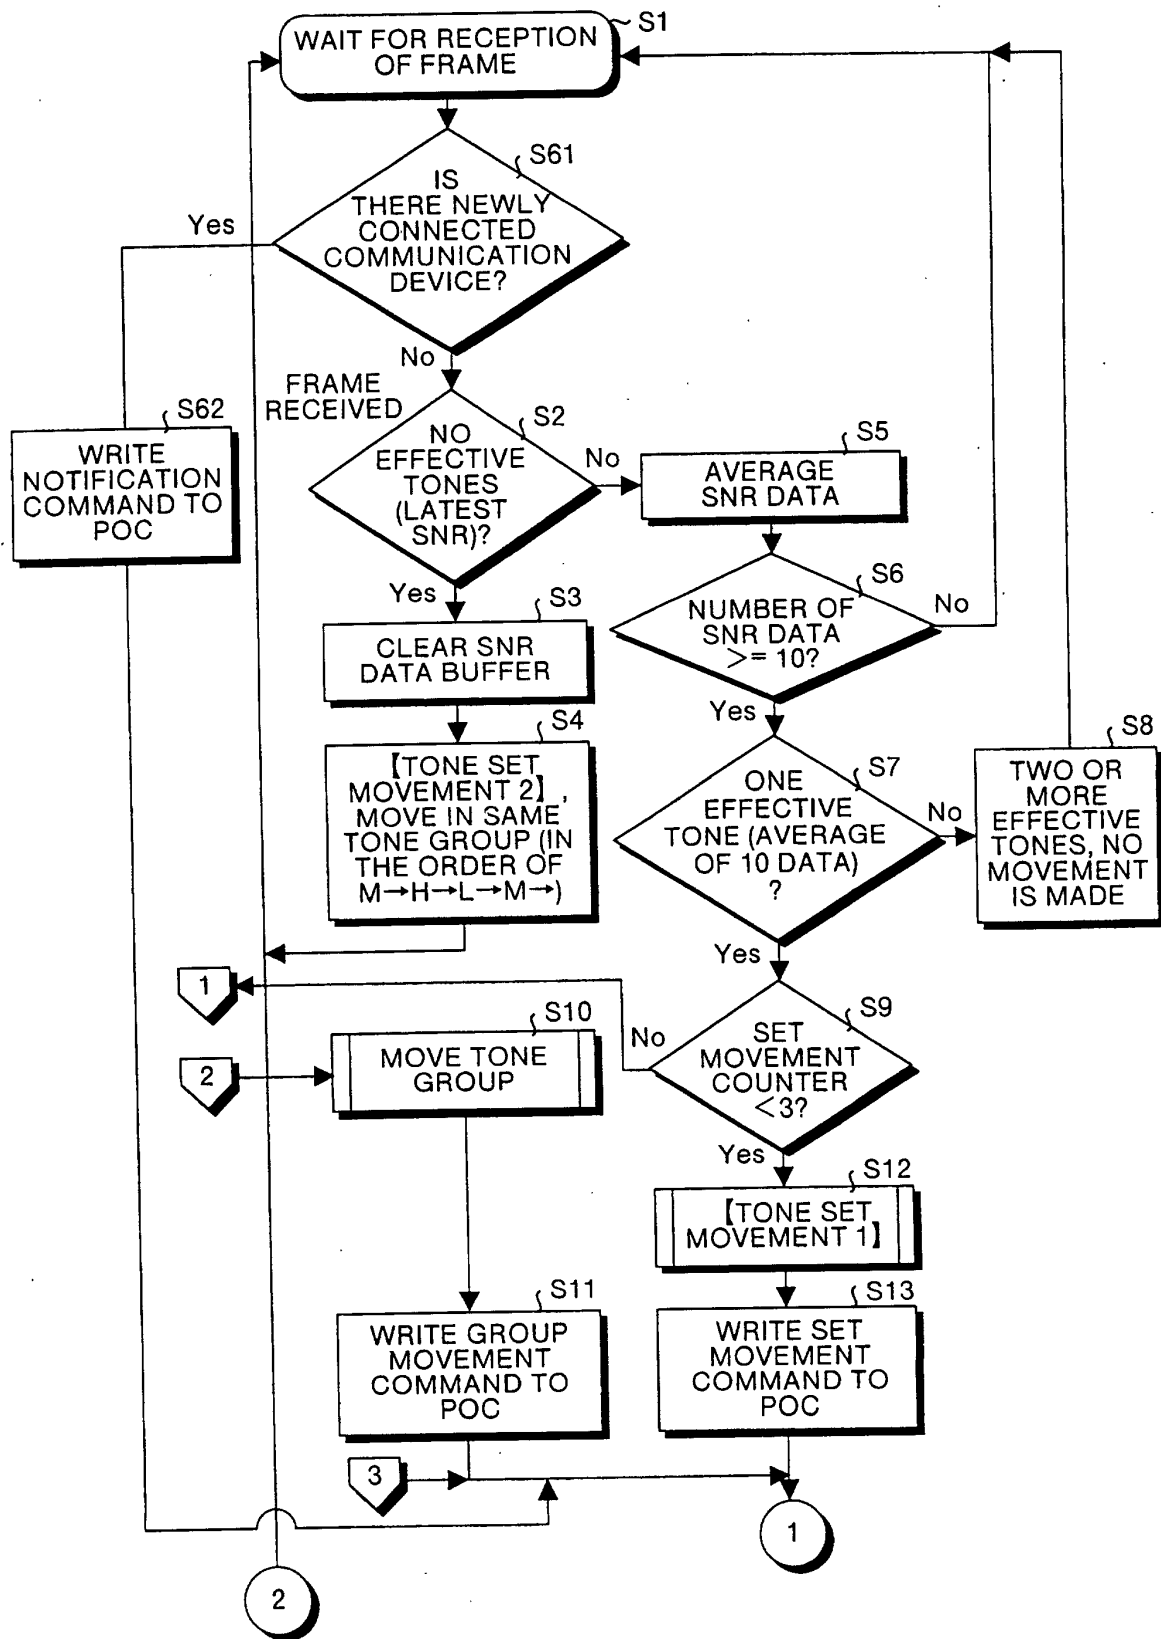 S1
WAIT FOR RECEPTION
OF FRAME
S61
IS
THERE NEWLY
CONNECTED
COMMUNICATION
DEVICE?
Yes
No
S62
WRITE
NOTIFICATION
COMMAND TO
POC
FRAME
RECEIVED
S2
NO
EFFECTIVE
TONES
(LATEST
SNR)?
No
Yes
S5
AVERAGE
SNR DATA
S3
CLEAR SNR
DATA BUFFER
S6
NUMBER OF
SNR DATA
>= 10?
No
Yes
S4
【TONE SET
MOVEMENT 2】,
MOVE IN SAME
TONE GROUP (IN
THE ORDER OF
M→H→L→M→)
S7
ONE
EFFECTIVE
TONE (AVERAGE
OF 10 DATA)
?
No
Yes
S8
TWO OR
MORE
EFFECTIVE
TONES, NO
MOVEMENT
IS MADE
1
S9
SET
MOVEMENT
COUNTER
<3?
No
Yes
2
S10
MOVE TONE
GROUP
S12
【TONE SET
MOVEMENT 1】
S11
WRITE GROUP
MOVEMENT
COMMAND TO
POC
S13
WRITE SET
MOVEMENT
COMMAND TO
POC
3
1
2